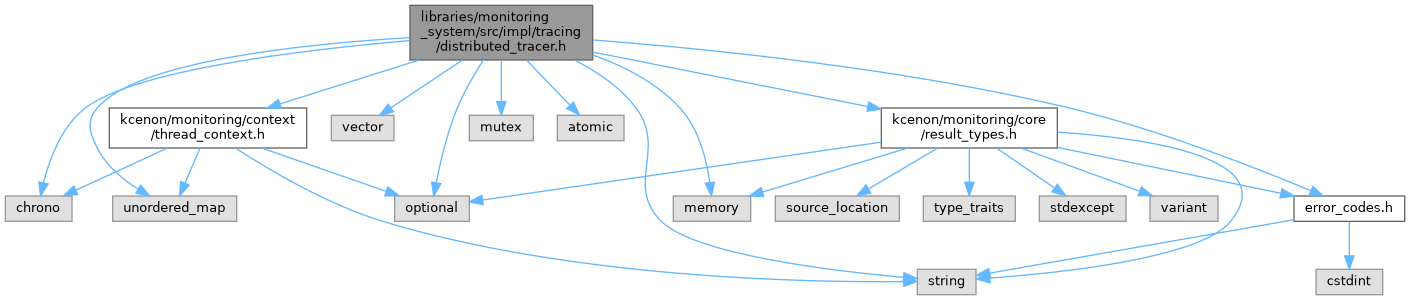 libraries/monitoring
_system/src/impl/tracing
/distributed_tracer.h
kcenon/monitoring/context
/thread_context.h
vector
mutex
atomic
kcenon/monitoring/core
/result_types.h
chrono
unordered_map
optional
memory
source_location
type_traits
stdexcept
variant
error_codes.h
string
cstdint